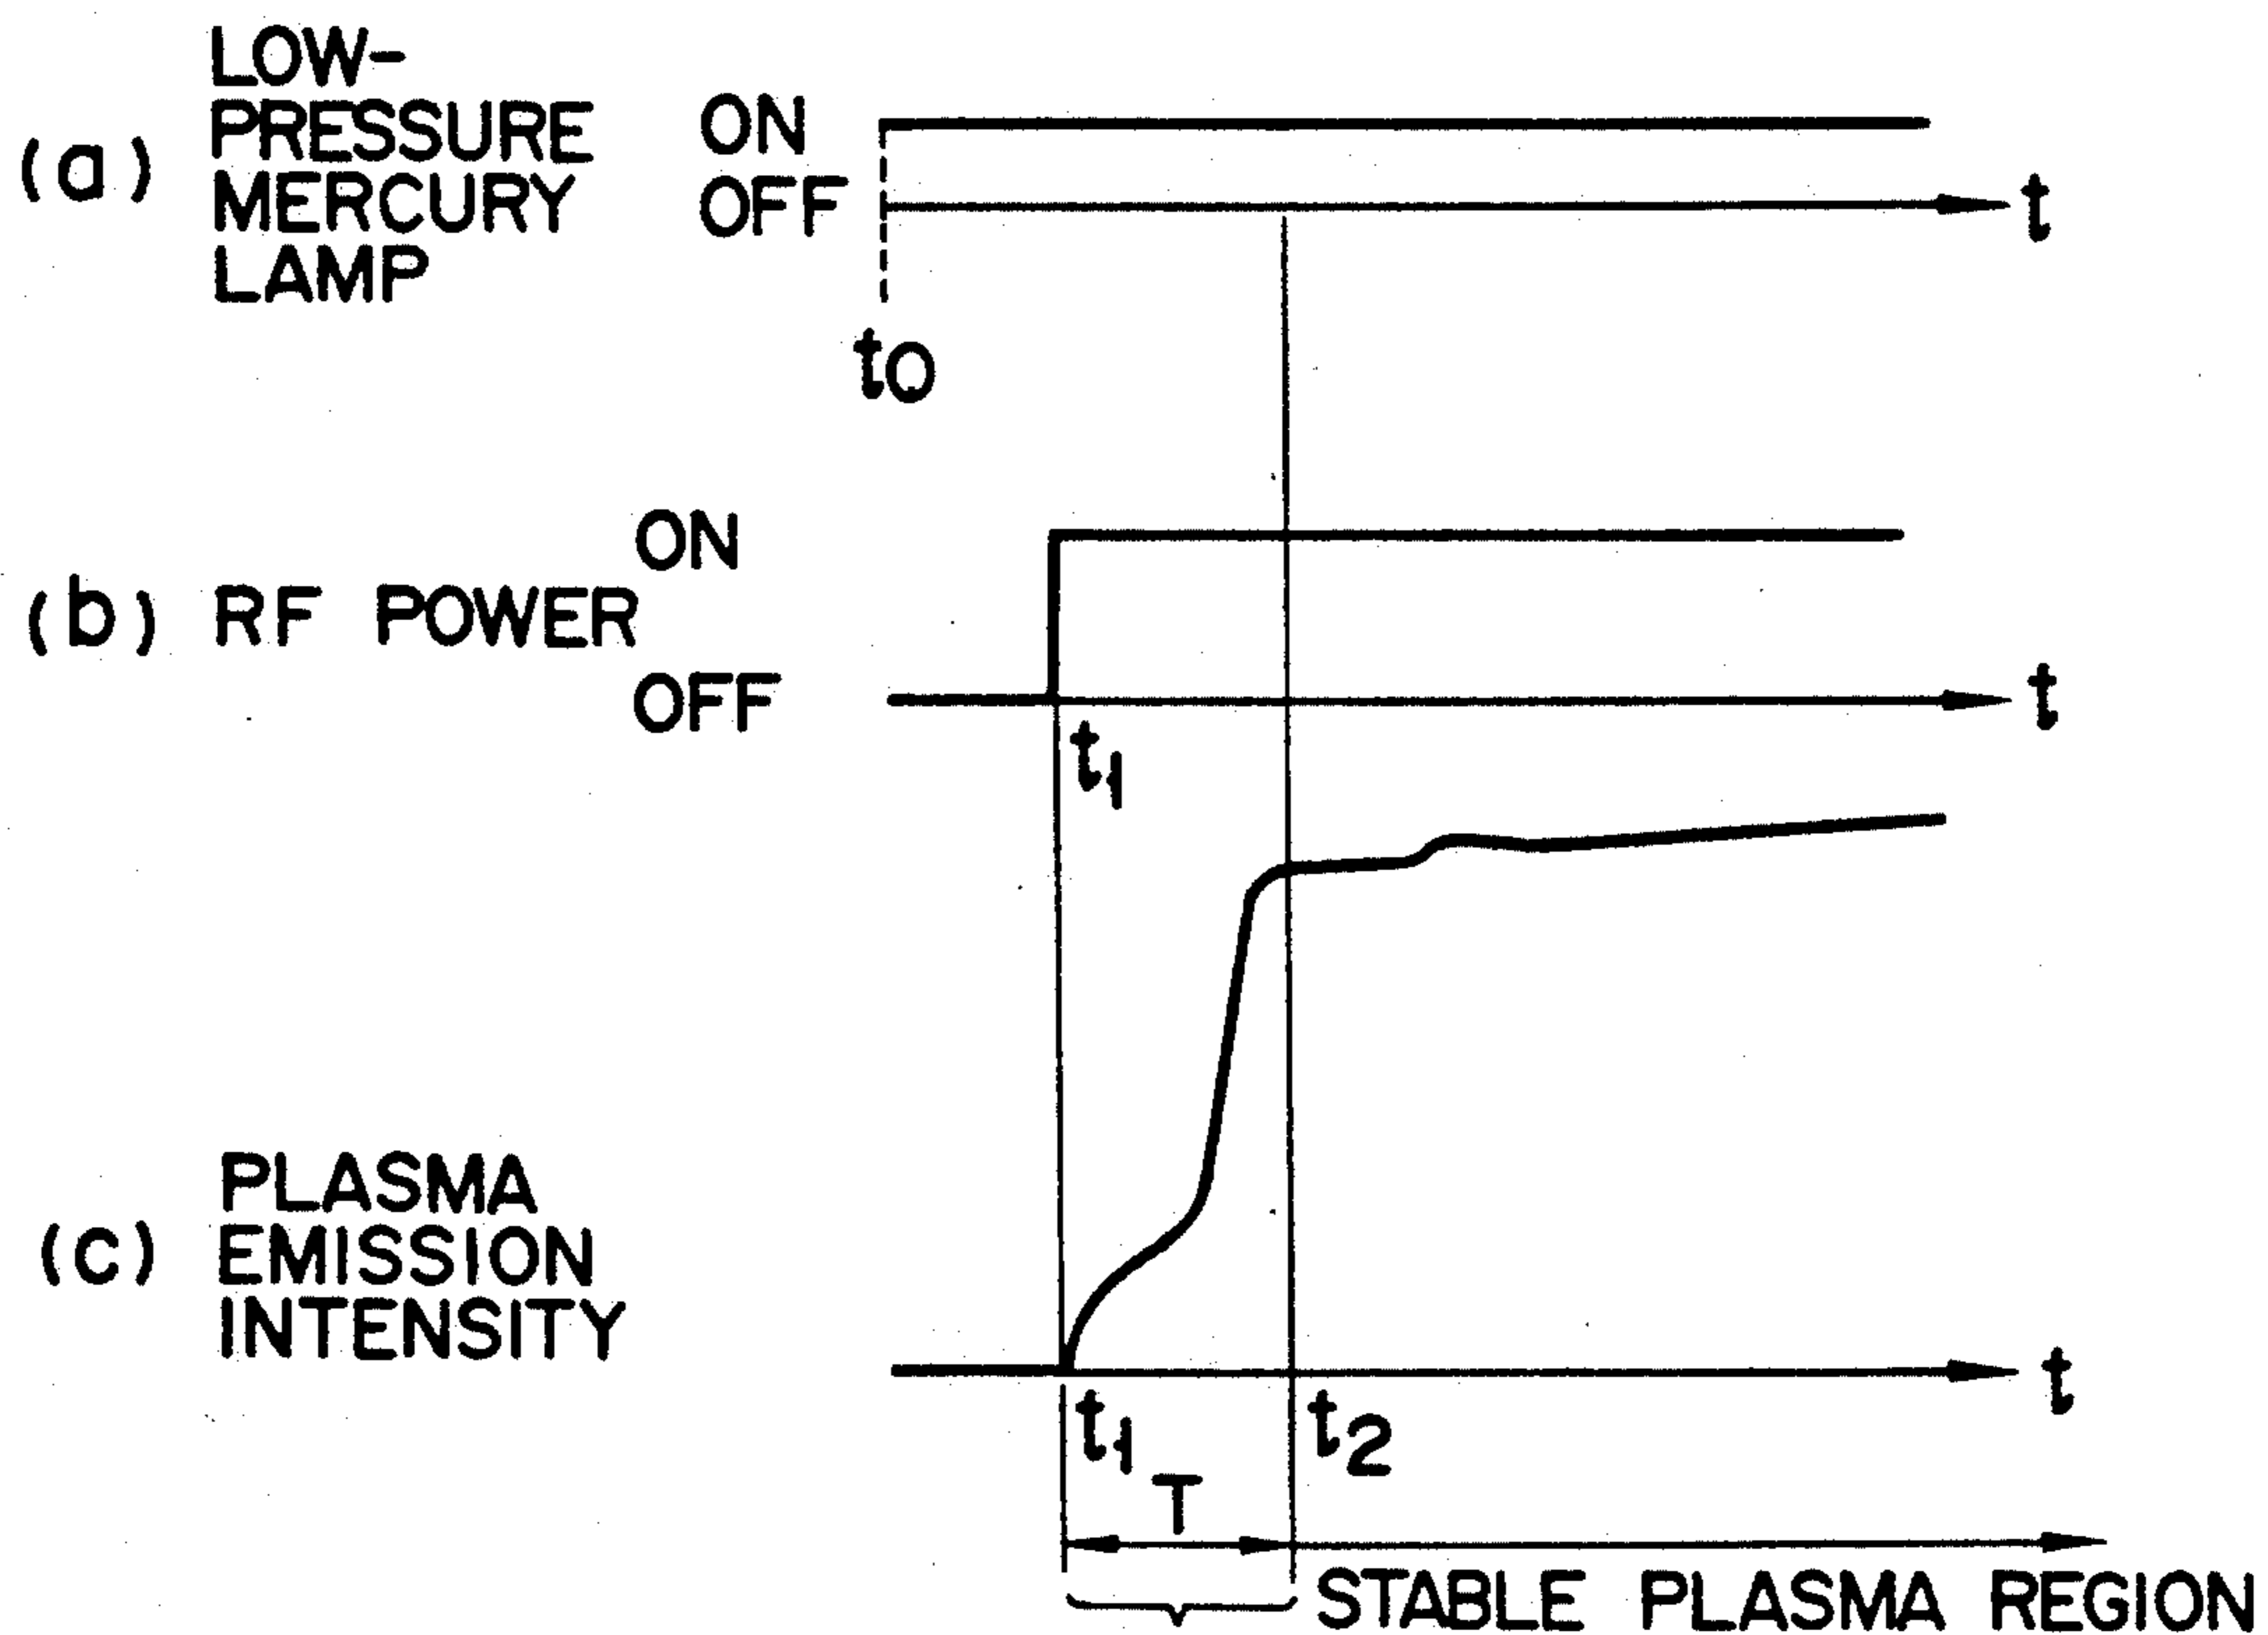 (a) LOW-
PRESSURE
MERCURY
LAMP
ON
OFF
t
t0
(b) RF POWER
ON
OFF
t
t1
(c) PLASMA
EMISSION
INTENSITY
t
t1
t2
T
STABLE PLASMA REGION